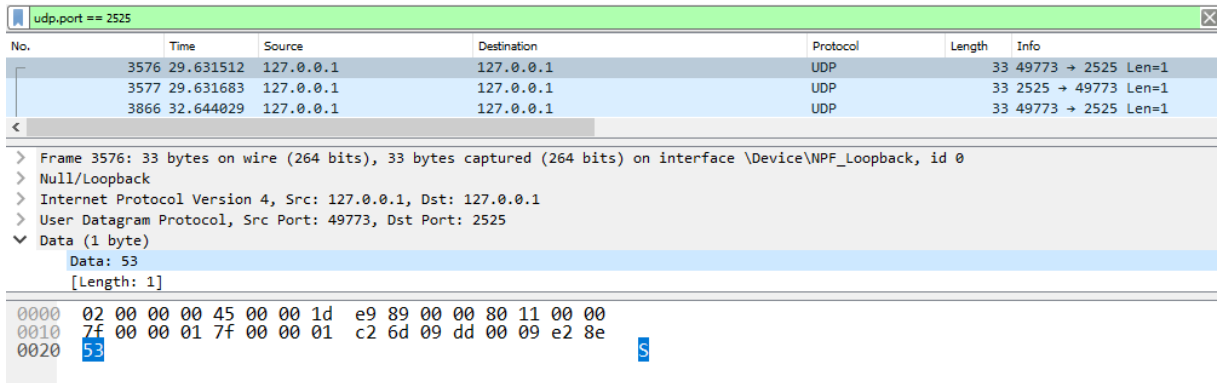 udp.port == 2525
No. Time Source Destination Protocol Length Info
3576 29.631512 127.0.0.1 127.0.0.1 UDP 33 49773 → 2525 Len=1
3577 29.631683 127.0.0.1 127.0.0.1 UDP 33 2525 → 49773 Len=1
3866 32.644029 127.0.0.1 127.0.0.1 UDP 33 49773 → 2525 Len=1
Frame 3576: 33 bytes on wire (264 bits), 33 bytes captured (264 bits) on interface \Device\NPF_Loopback, id 0
Null/Loopback
Internet Protocol Version 4, Src: 127.0.0.1, Dst: 127.0.0.1
User Datagram Protocol, Src Port: 49773, Dst Port: 2525
Data (1 byte)
Data: 53
[Length: 1]
0000 02 00 00 00 45 00 00 1d e9 89 00 00 80 11 00 00
0010 7f 00 00 01 7f 00 00 01 c2 6d 09 dd 00 09 e2 8e
0020 53 S